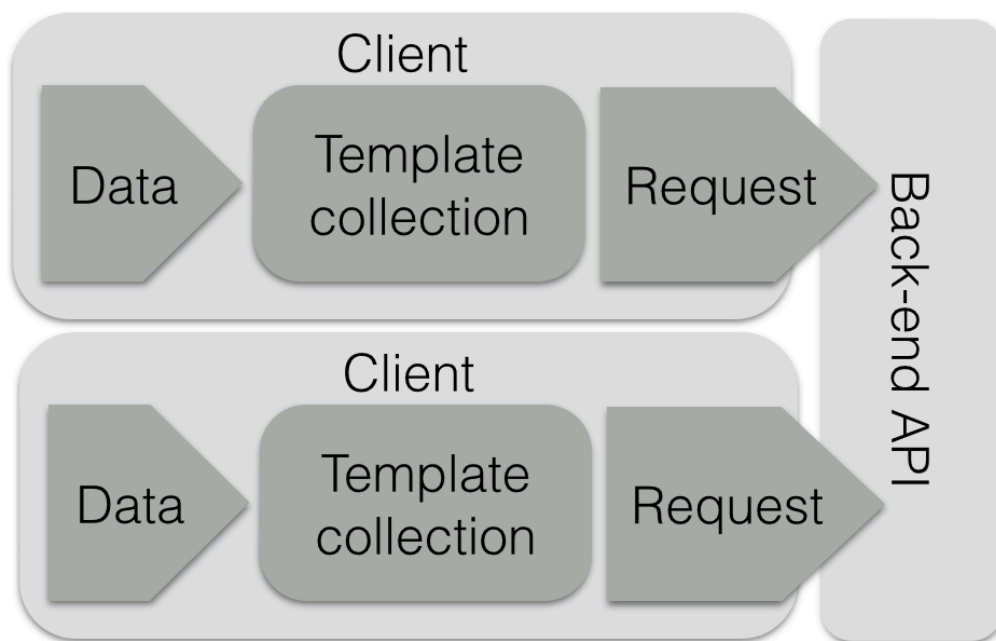 Client
Data
Template
collection
Request
Client
Data
Template
collection
Request
Back-end API